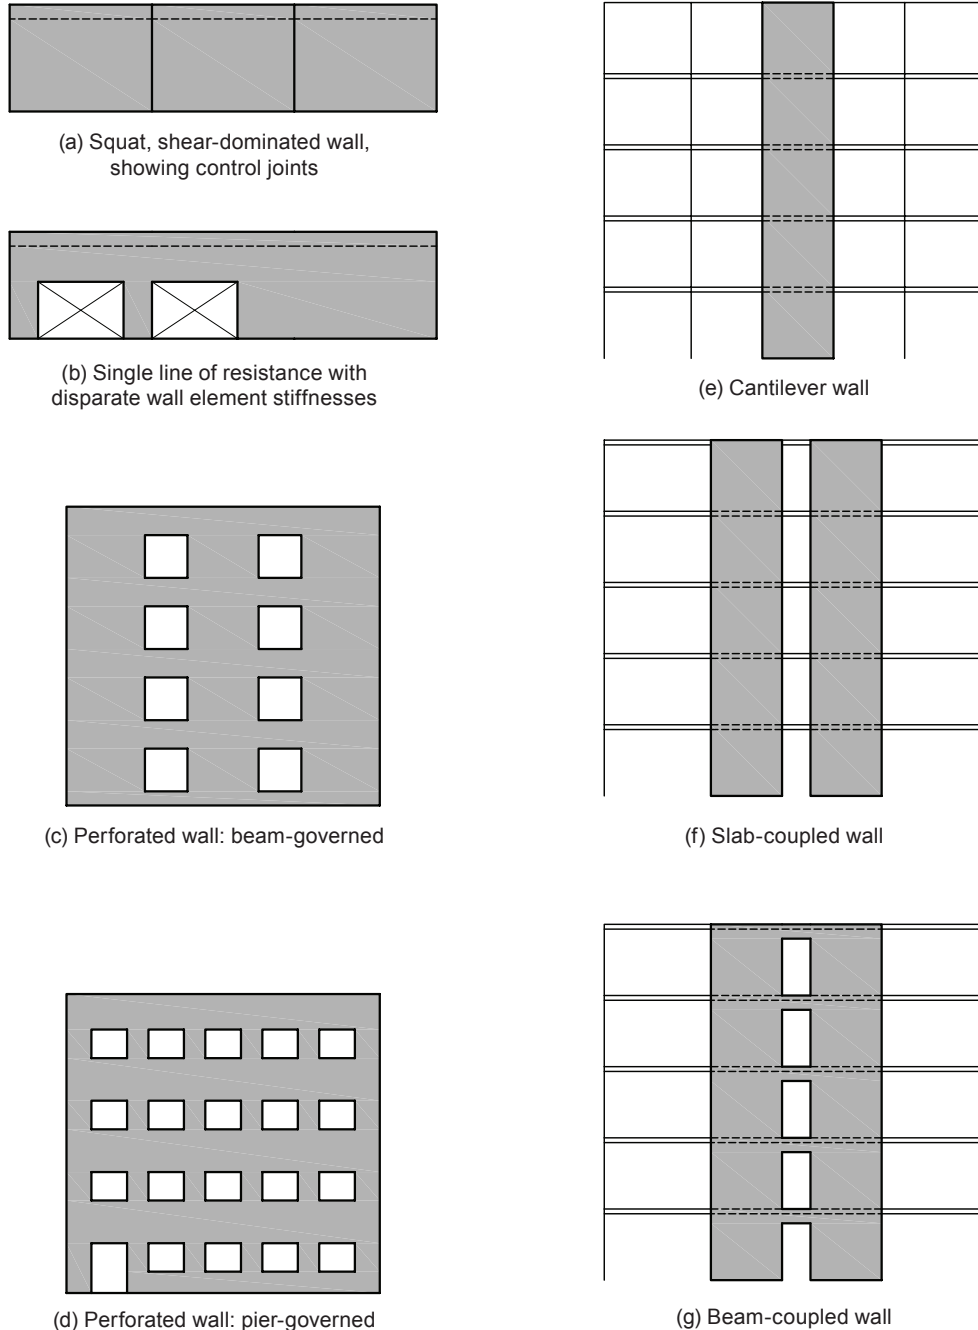 (a) Squat, shear-dominated wall,
showing control joints
(b) Single line of resistance with
disparate wall element stiffnesses
(c) Perforated wall: beam-governed
(d) Perforated wall: pier-governed
(e) Cantilever wall
(f) Slab-coupled wall
(g) Beam-coupled wall